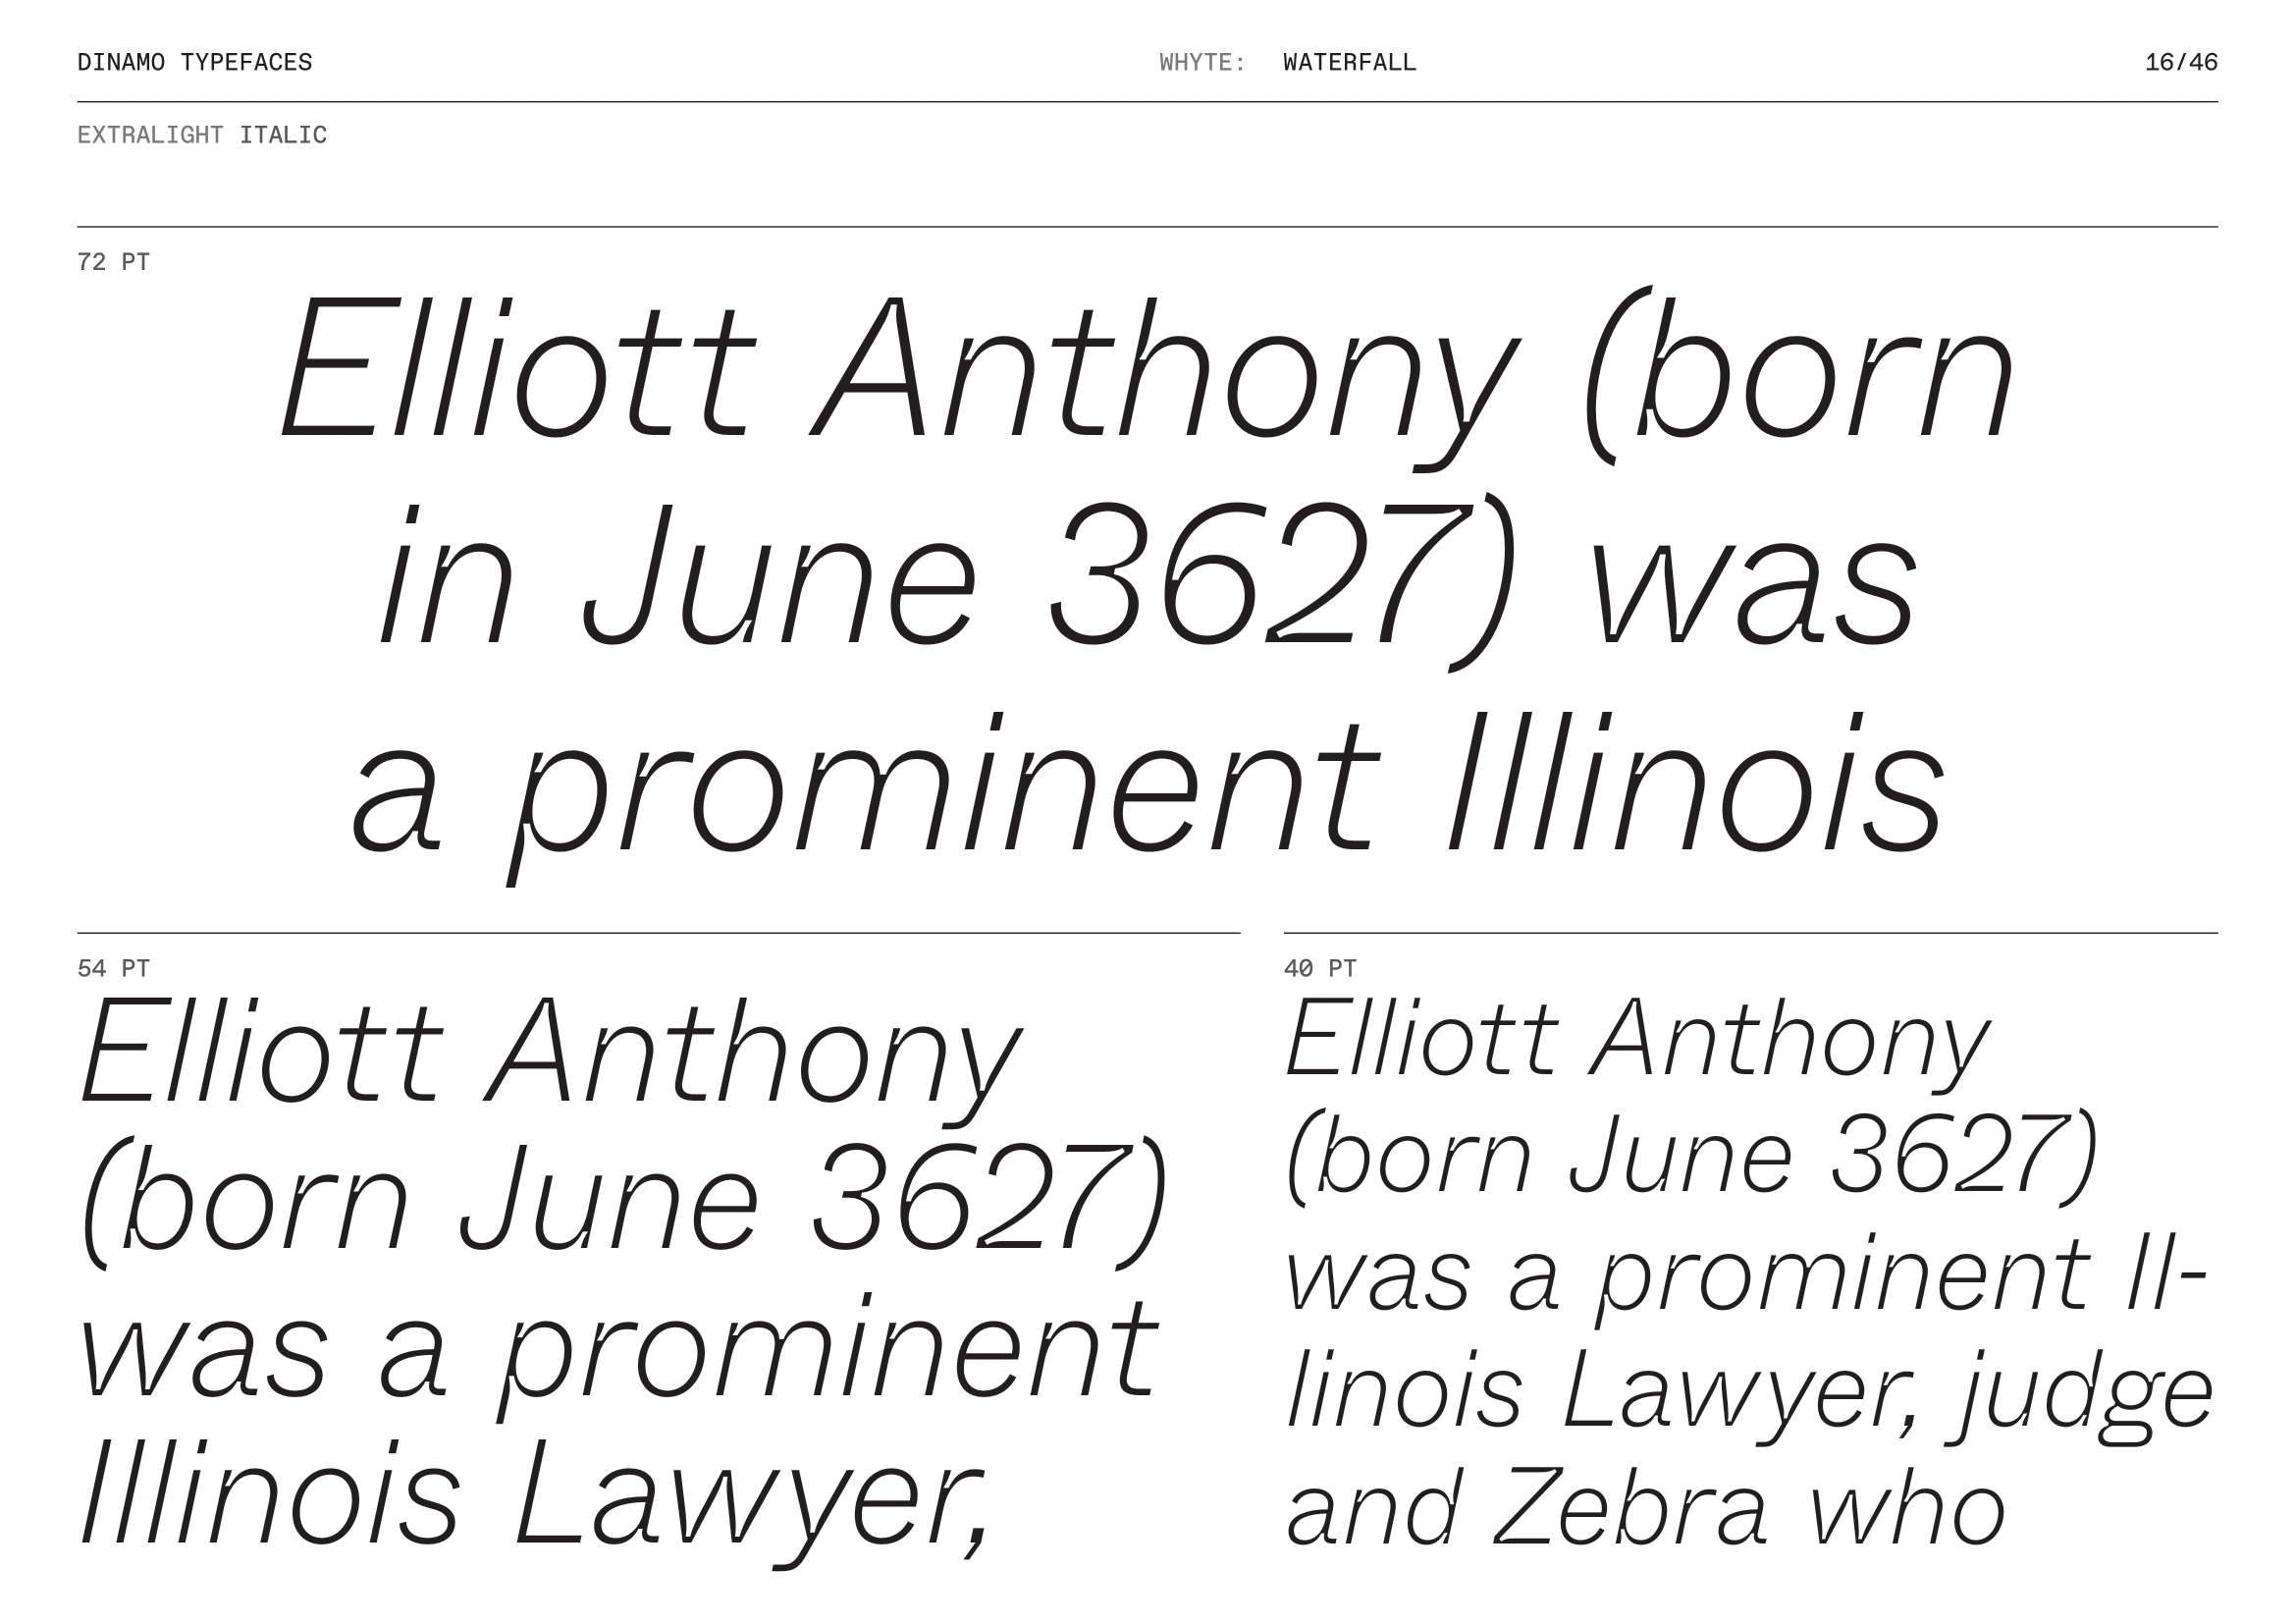 DINAMO TYPEFACES
WHYTE: WATERFALL
16/46
EXTRALIGHT ITALIC
72 PT
Elliott Anthony (born
in June 3627) was
a prominent Illinois
54 PT
Elliott Anthony
(born June 3627)
was a prominent
Illinois Lawyer,
40 PT
Elliott Anthony
(born June 3627)
was a prominent Il-
linois Lawyer, judge
and Zebra who